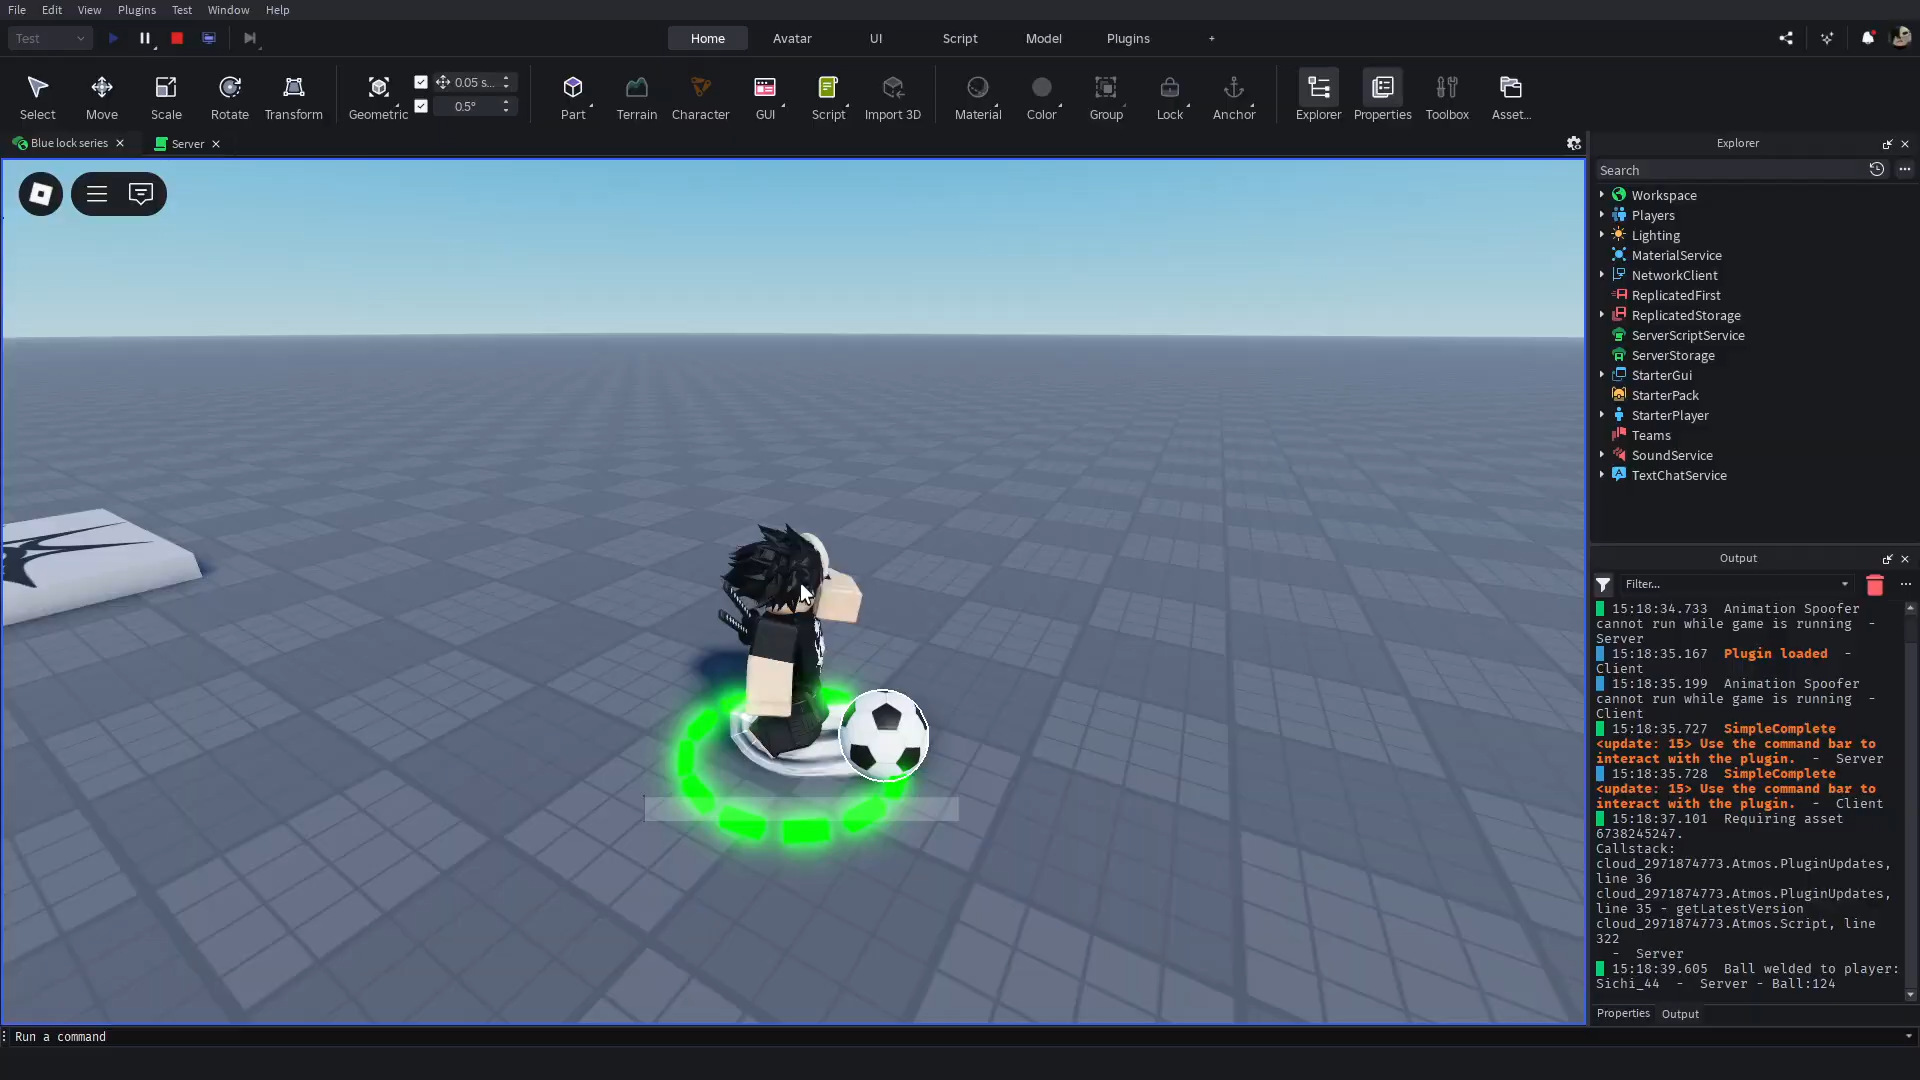 File Edit View Plugins Test Window Help
Test
Home Avatar UI Script Model Plugins +
0.05 s...
0.5°
Select Move Scale Rotate Transform Geometric Part Terrain Character GUI Script Import 3D Material Color Group Lock Anchor Explorer Properties Toolbox Asset...
Blue lock series
Server
Explorer
Search
Workspace
Players
Lighting
MaterialService
NetworkClient
ReplicatedFirst
ReplicatedStorage
ServerScriptService
ServerStorage
StarterGui
StarterPack
StarterPlayer
Teams
SoundService
TextChatService
Output
Filter...
15:18:34.733 Animation Spoofer
cannot run while game is running -
Server
15:18:35.167 Plugin loaded -
Client
15:18:35.199 Animation Spoofer
cannot run while game is running -
Client
15:18:35.727 SimpleComplete
<update: 15> Use the command bar to
interact with the plugin. - Server
15:18:35.728 SimpleComplete
<update: 15> Use the command bar to
interact with the plugin. - Client
15:18:37.101 Requiring asset
6738245247.
Callstack:
cloud_2971874773.Atmos.PluginUpdates,
line 36
cloud_2971874773.Atmos.PluginUpdates,
line 35 - getLatestVersion
cloud_2971874773.Atmos.Script, line
322
- Server
15:18:39.605 Ball welded to player:
Sichi_44 - Server - Ball:124
Properties Output
Run a command